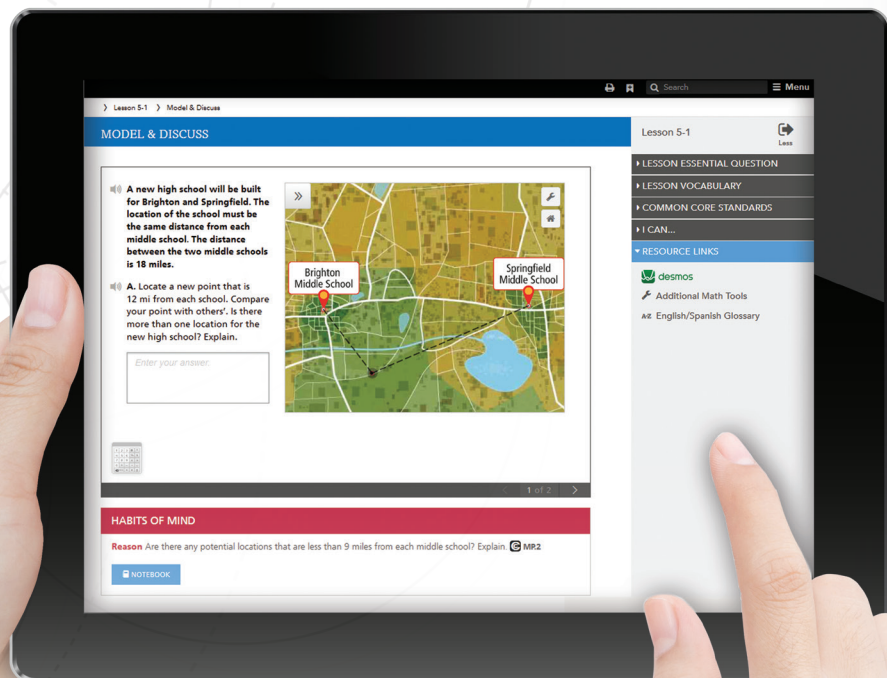 Search
Menu
Lesson 5-1
Model & Discuss
MODEL & DISCUSS
A new high school will be built
for Brighton and Springfield. The
location of the school must be
the same distance from each
middle school. The distance
between the two middle schools
is 18 miles.
A. Locate a new point that is
12 mi from each school. Compare
your point with others'. Is there
more than one location for the
new high school? Explain.
Enter your answer.
Brighton
Middle School
Springfield
Middle School
1 of 2
HABITS OF MIND
Reason Are there any potential locations that are less than 9 miles from each middle school? Explain. MP.2
NOTEBOOK
Lesson 5-1
Less
LESSON ESSENTIAL QUESTION
LESSON VOCABULARY
COMMON CORE STANDARDS
I CAN...
RESOURCE LINKS
desmos
Additional Math Tools
A-Z English/Spanish Glossary